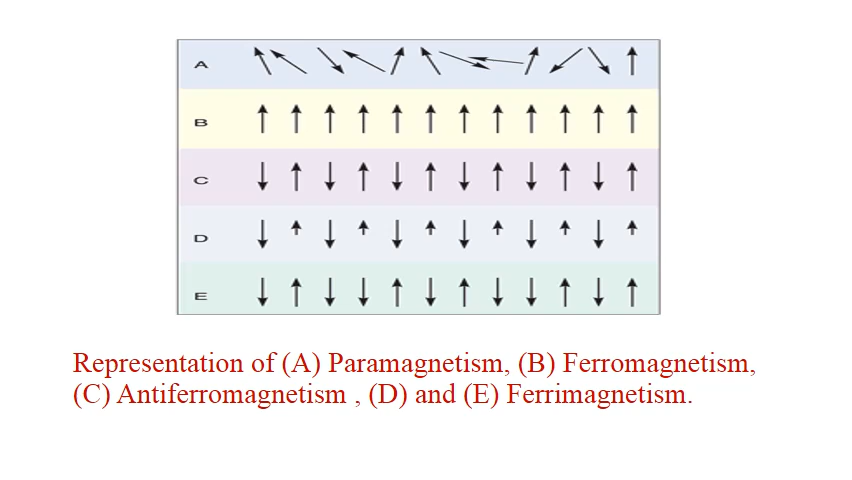 A
B
C
D
E
Representation of (A) Paramagnetism, (B) Ferromagnetism,
(C) Antiferromagnetism , (D) and (E) Ferrimagnetism.